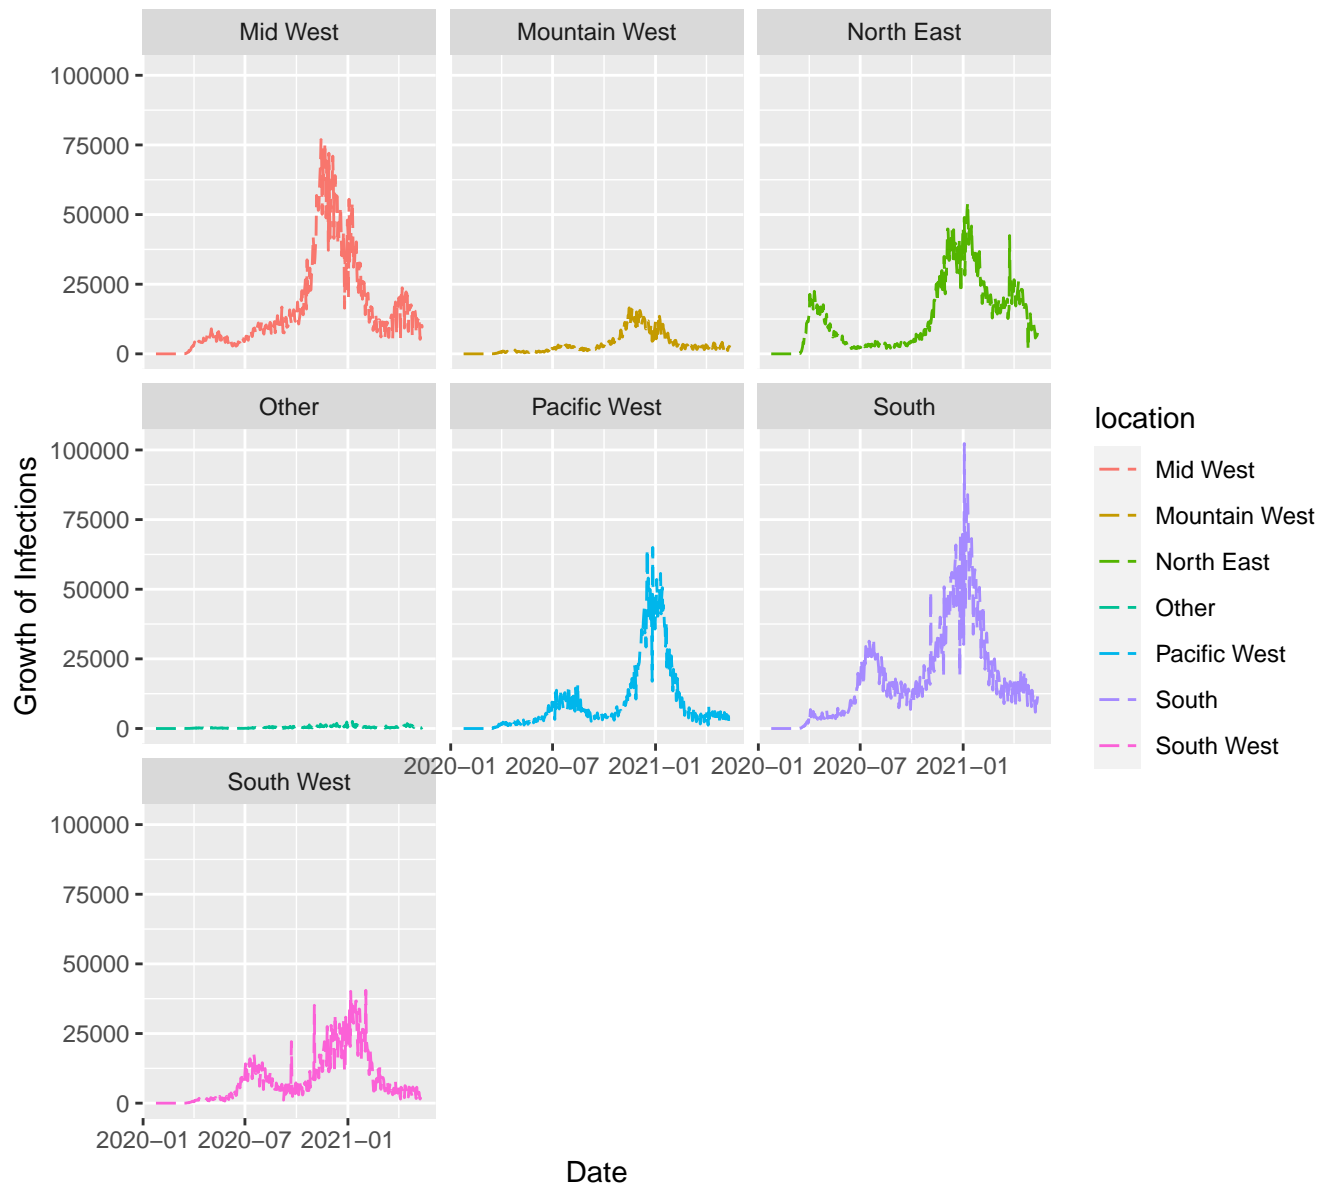 Mid West
Mountain West
North East
100000
75000
50000
25000
0
Other
Pacific West
South
100000
75000
50000
25000
0
2020−01 2020−07 2021−01
2020−01 2020−07 2021−01
South West
100000
75000
50000
25000
0
2020−01 2020−07 2021−01
Growth of Infections
Date
location
Mid West
Mountain West
North East
Other
Pacific West
South
South West